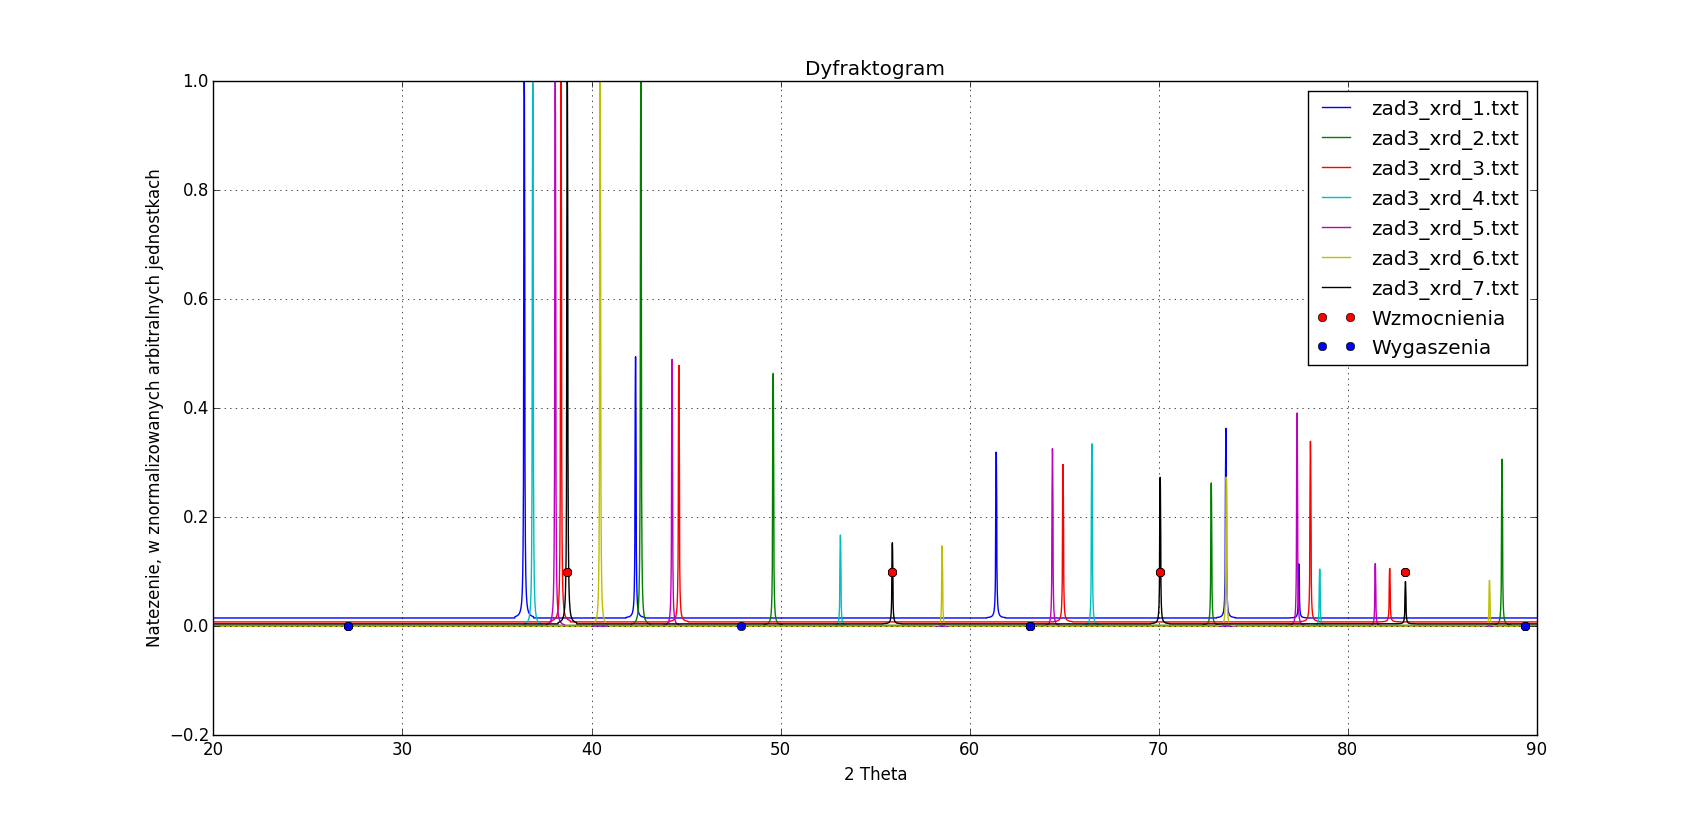 Dyfraktogram
1.0
0.8
0.6
0.4
0.2
0.0
−0.2
20 30 40 50 60 70 80 90
2 Theta
Natezenie, w znormalizowanych arbitralnych jednostkach
zad3_xrd_1.txt
zad3_xrd_2.txt
zad3_xrd_3.txt
zad3_xrd_4.txt
zad3_xrd_5.txt
zad3_xrd_6.txt
zad3_xrd_7.txt
Wzmocnienia
Wygaszenia